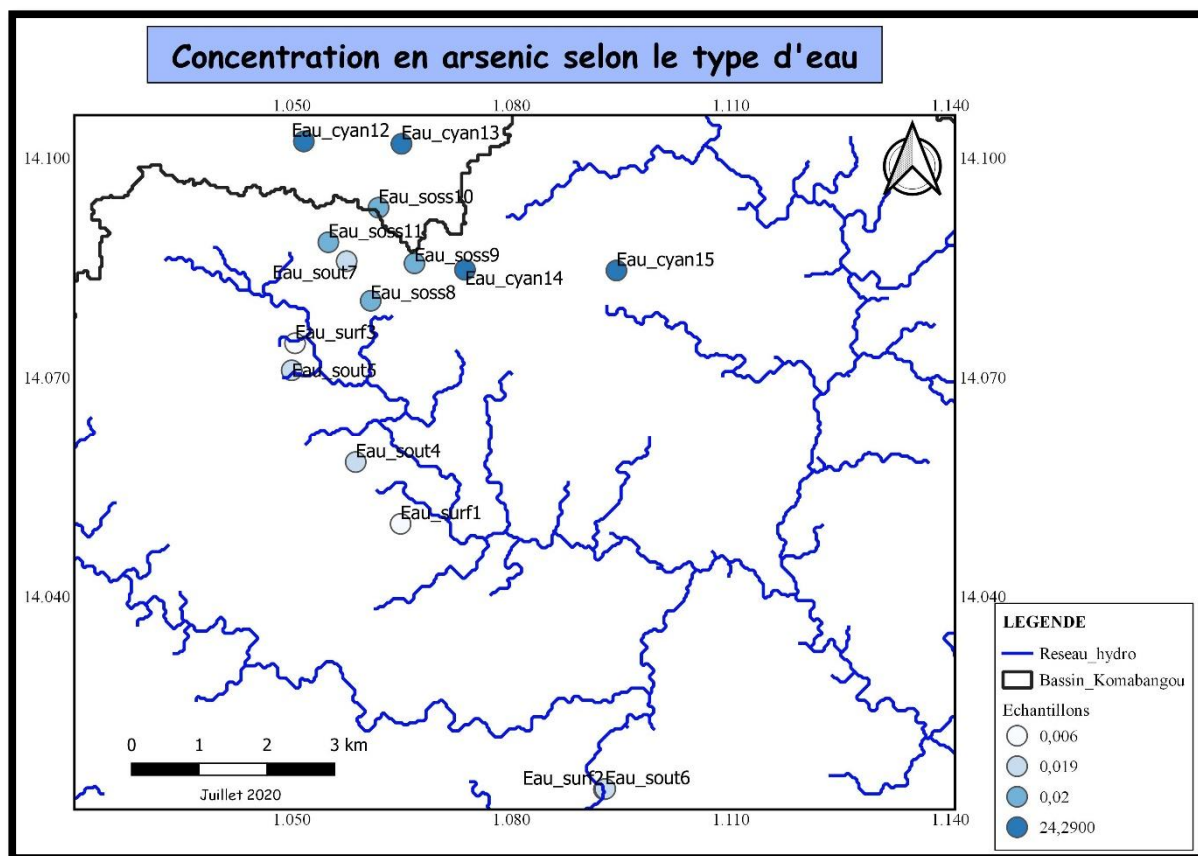 Concentration en arsenic selon le type d'eau
1.050 1.080 1.110 1.140
14.100 14.100
Eau_cyan12 Eau_cyan13
Eau_soss10
Eau_soss11
Eau_soss9
Eau_sout7 Eau_cyan14 Eau_cyan15
Eau_soss8
Eau_surf3
Eau_sout5
14.070 14.070
Eau_sout4
Eau_surf1
14.040 14.040
Eau_surf2 Eau_sout6
0 1 2 3 km
Juillet 2020
1.050 1.080 1.110 1.140
LEGENDE
Reseau_hydro
Bassin_Komabangou
Echantillons
0,006
0,019
0,02
24,2900